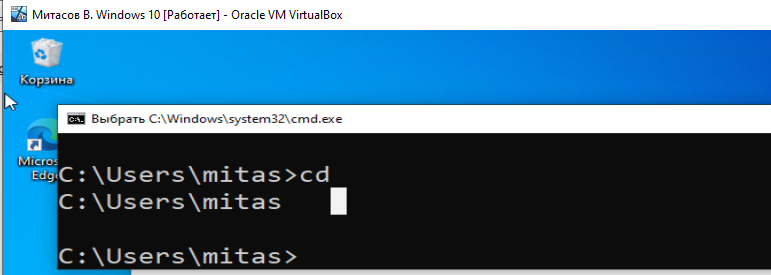 Митасов В. Windows 10 [Работает] - Oracle VM VirtualBox
Корзина
Выбрать C:\Windows\system32\cmd.exe
C:\Users\mitas>cd
C:\Users\mitas
C:\Users\mitas>